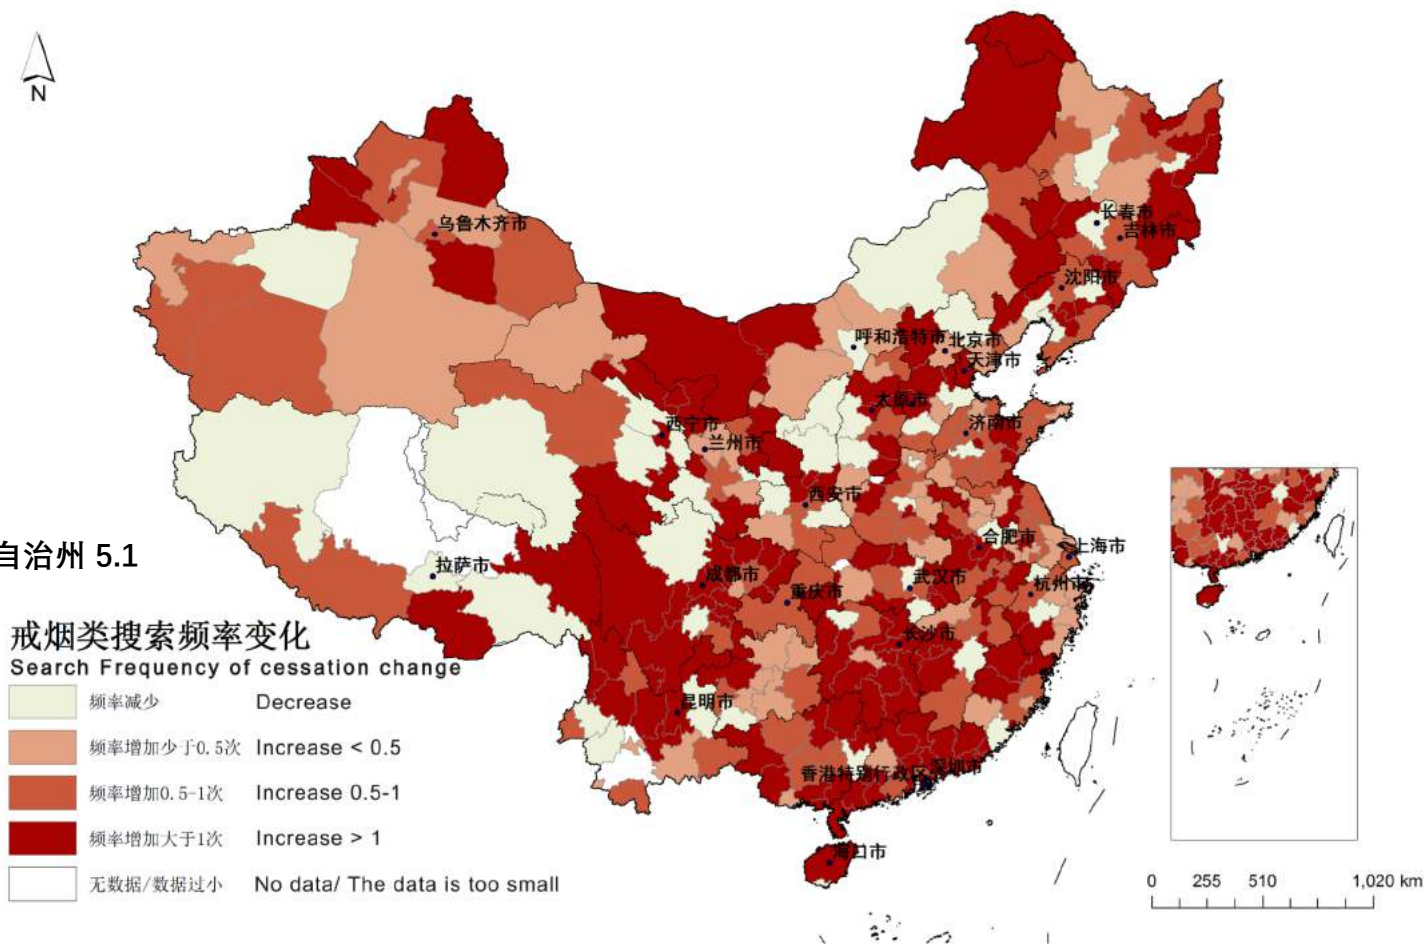 N
乌鲁木齐市
长春市
吉林市
沈阳市
呼和浩特市
北京市
天津市
太原市
西宁市
兰州市
济南市
西安市
合肥市
上海市
自治州 5.1
拉萨市
成都市
重庆市
武汉市
杭州市
长沙市
昆明市
香港特别行政区
深圳市
海口市
戒烟类搜索频率变化
Search Frequency of cessation change
频率减少 Decrease
频率增加少于0.5次 Increase < 0.5
频率增加0.5-1次 Increase 0.5-1
频率增加大于1次 Increase > 1
无数据/数据过小 No data/ The data is too small
0 255 510 1,020 km